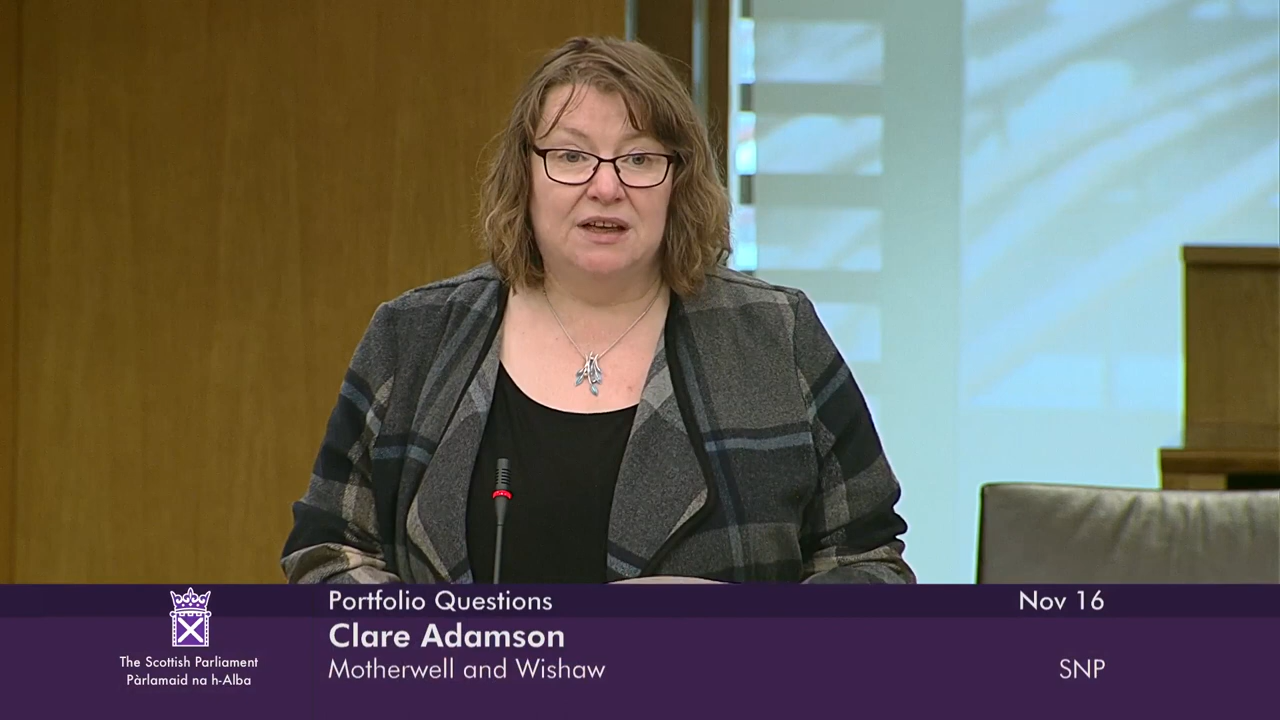 Portfolio Questions
Nov 16
Clare Adamson
Motherwell and Wishaw
SNP
The Scottish Parliament
Pàrlamaid na h-Alba